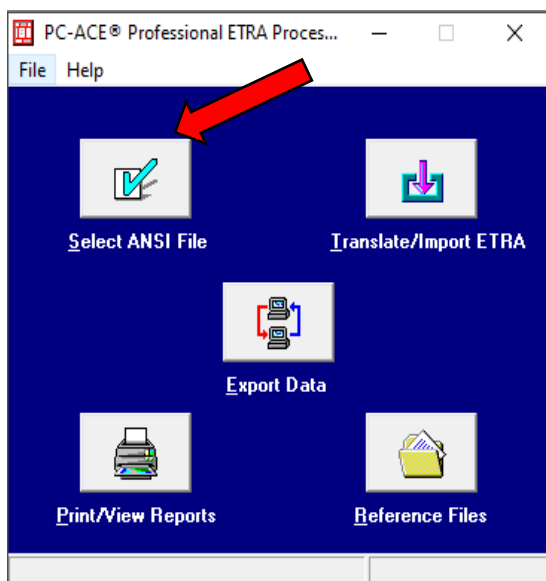 PC-ACE® Professional ETRA Proces...
File Help
Select ANSI File
Translate/Import ETRA
Export Data
Print/View Reports
Reference Files